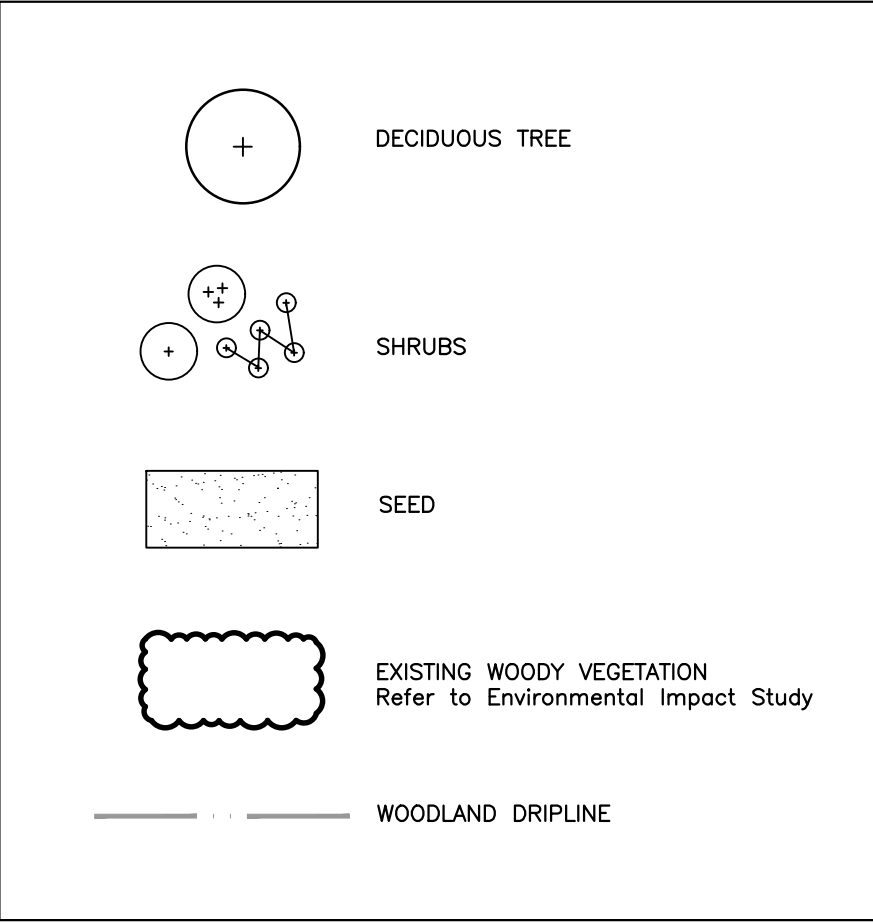 DECIDUOUS TREE
SHRUBS
SEED
EXISTING WOODY VEGETATION
Refer to Environmental Impact Study
WOODLAND DRIPLINE